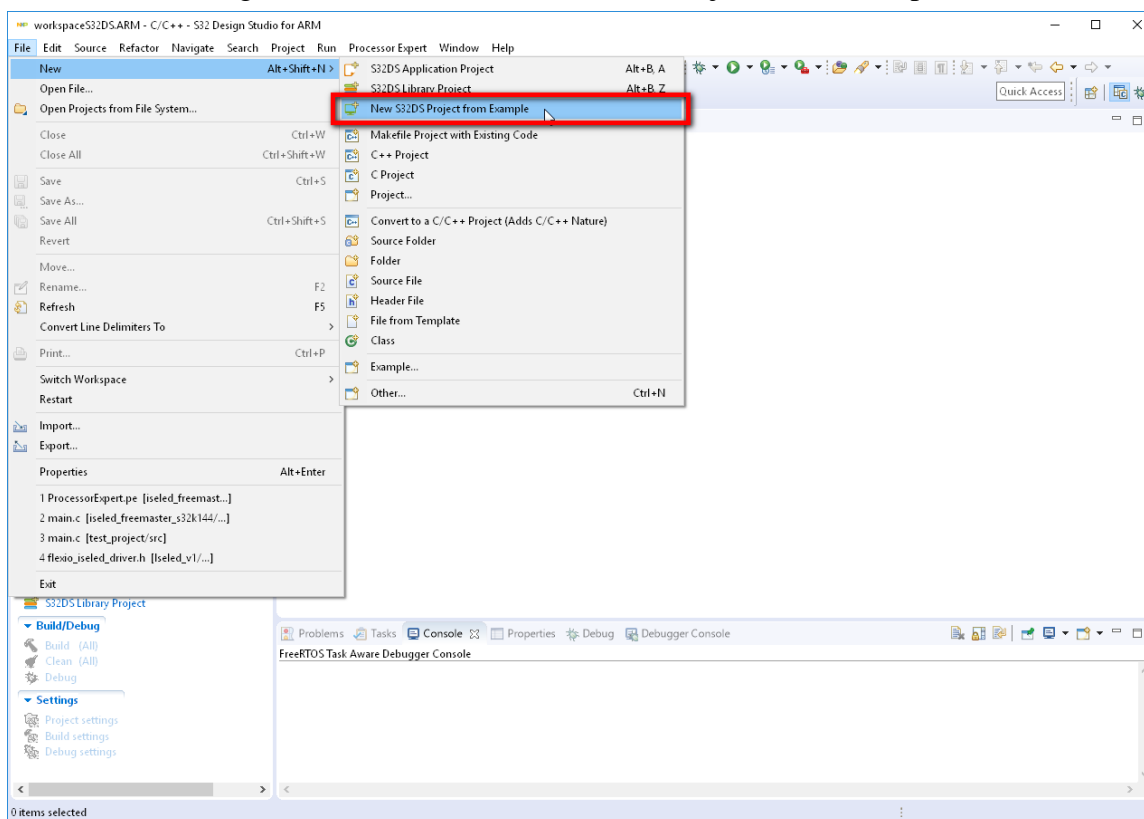 workspaceS32DS.ARM - C/C++ - S32 Design Studio for ARM
File Edit Source Refactor Navigate Search Project Run Processor Expert Window Help
New Alt+Shift+N >
Open File...
Open Projects from File System...
Close Ctrl+W
Close All Ctrl+Shift+W
Save Ctrl+S
Save As...
Save All Ctrl+Shift+S
Revert
Move...
Rename... F2
Refresh F5
Convert Line Delimiters To >
Print... Ctrl+P
Switch Workspace >
Restart
Import...
Export...
Properties Alt+Enter
1 ProcessorExpert.pe [iseled_freemast...]
2 main.c [iseled_freemaster_s32k144/...]
3 main.c [test_project/src]
4 flexio_iseled_driver.h [Iseled_v1/...]
Exit
S32DS Application Project Alt+B, A
S32DS Library Project Alt+B, Z
New S32DS Project from Example
Makefile Project with Existing Code
C++ Project
C Project
Project...
Convert to a C/C++ Project (Adds C/C++ Nature)
Source Folder
Folder
Source File
Header File
File from Template
Class
Example...
Other... Ctrl+N
Quick Access
S32DS Library Project
Build/Debug
Build (All)
Clean (All)
Debug
Settings
Project settings
Build settings
Debug settings
Problems Tasks Console Properties Debug Debugger Console
FreeRTOS Task Aware Debugger Console
0 items selected